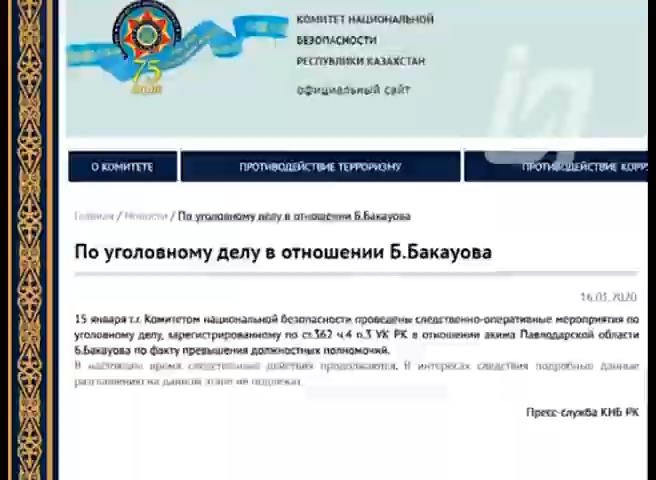 75
КОМИТЕТ НАЦИОНАЛЬНОЙ
БЕЗОПАСНОСТИ
РЕСПУБЛИКИ КАЗАХСТАН
официальный сайт
О КОМИТЕТЕ
ПРОТИВОДЕЙСТВИЕ ТЕРРОРИЗМУ
ПРОТИВОДЕЙСТВИЕ КОРР
Главная / Новости / По уголовному делу в отношении Б.Бакауова
По уголовному делу в отношении Б.Бакауова
16.01.2020
15 января т.г. Комитетом национальной безопасности проведены следственно-оперативные мероприятия по
уголовному делу, зарегистрированному по ст.362 ч.4 п.3 УК РК в отношении акима Павлодарской области
Б.Бакауова по факту превышения должностных полномочий.
В настоящее время следственные действия продолжаются. В интересах следствия подробные данные
разглашению на данном этапе не подлежат.
Пресс-служба КНБ РК